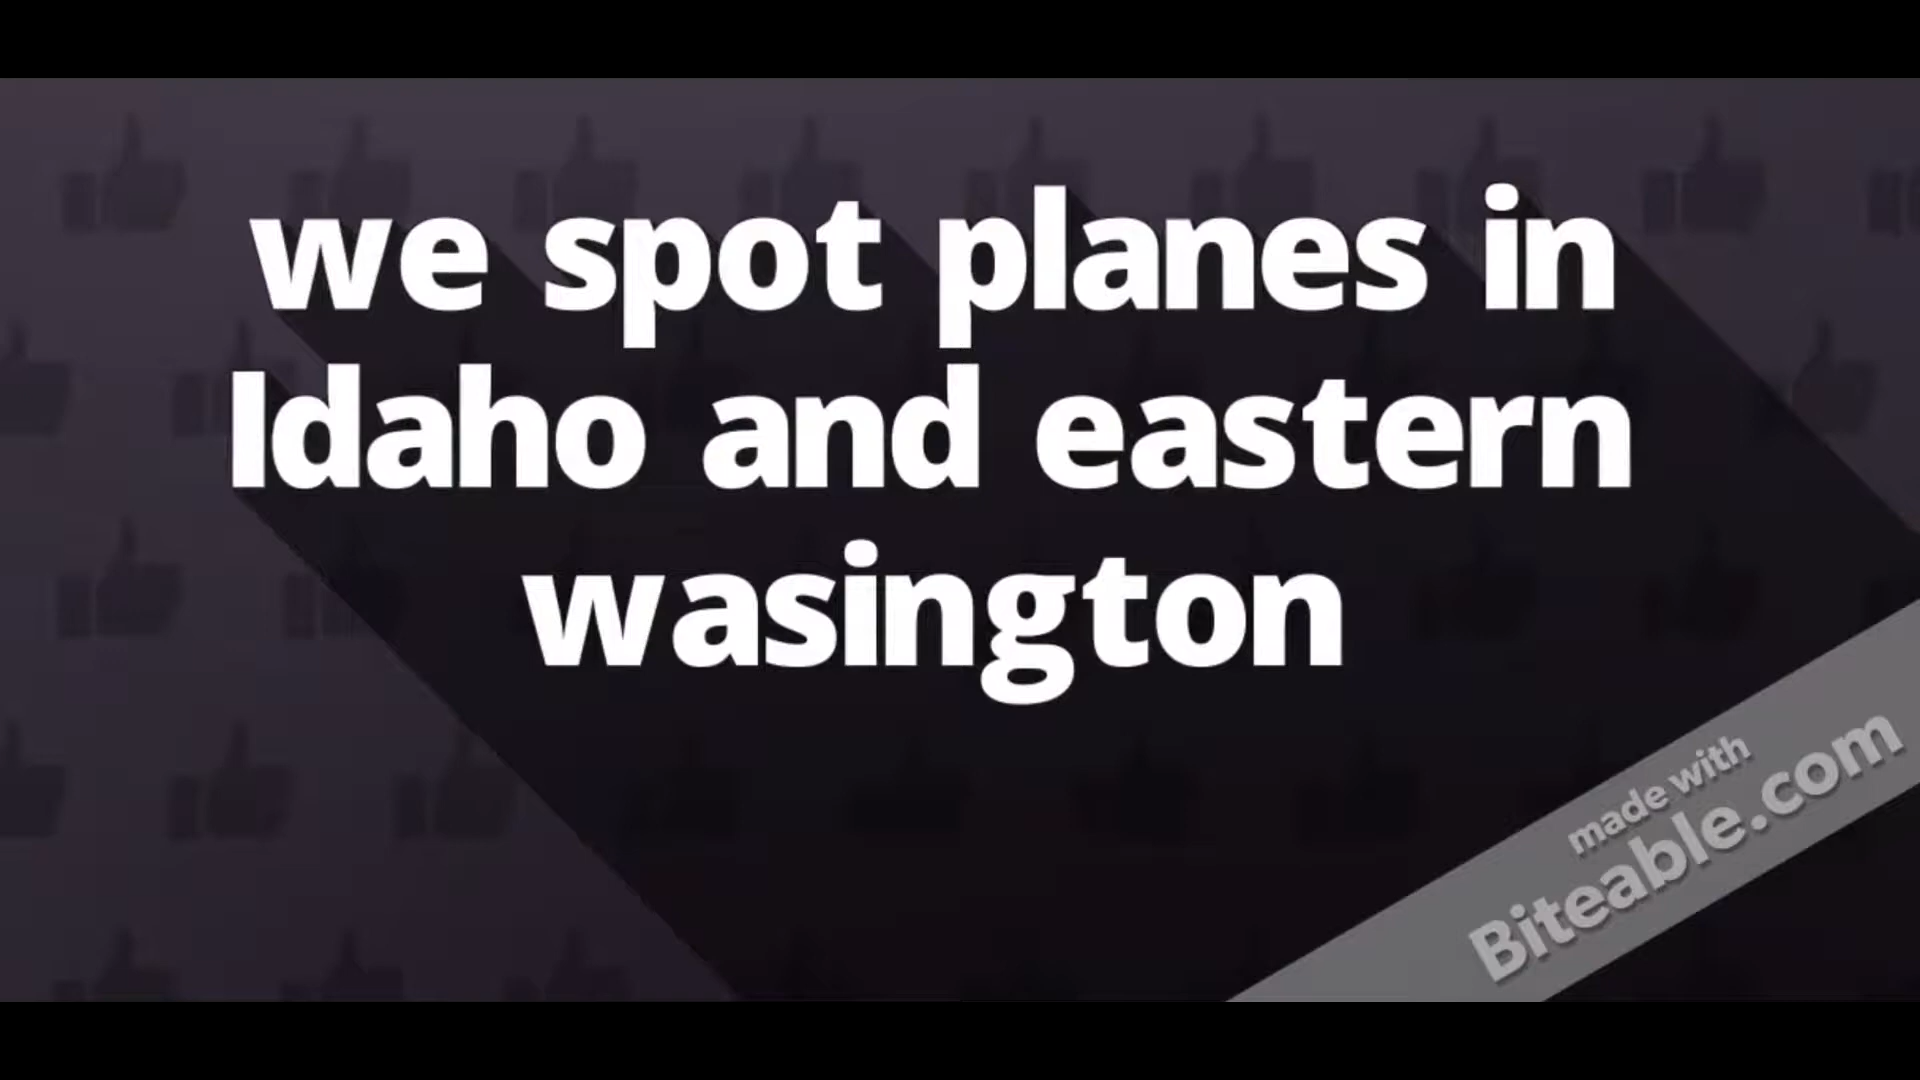 we spot planes in
Idaho and eastern
wasington
made with
Biteable.com